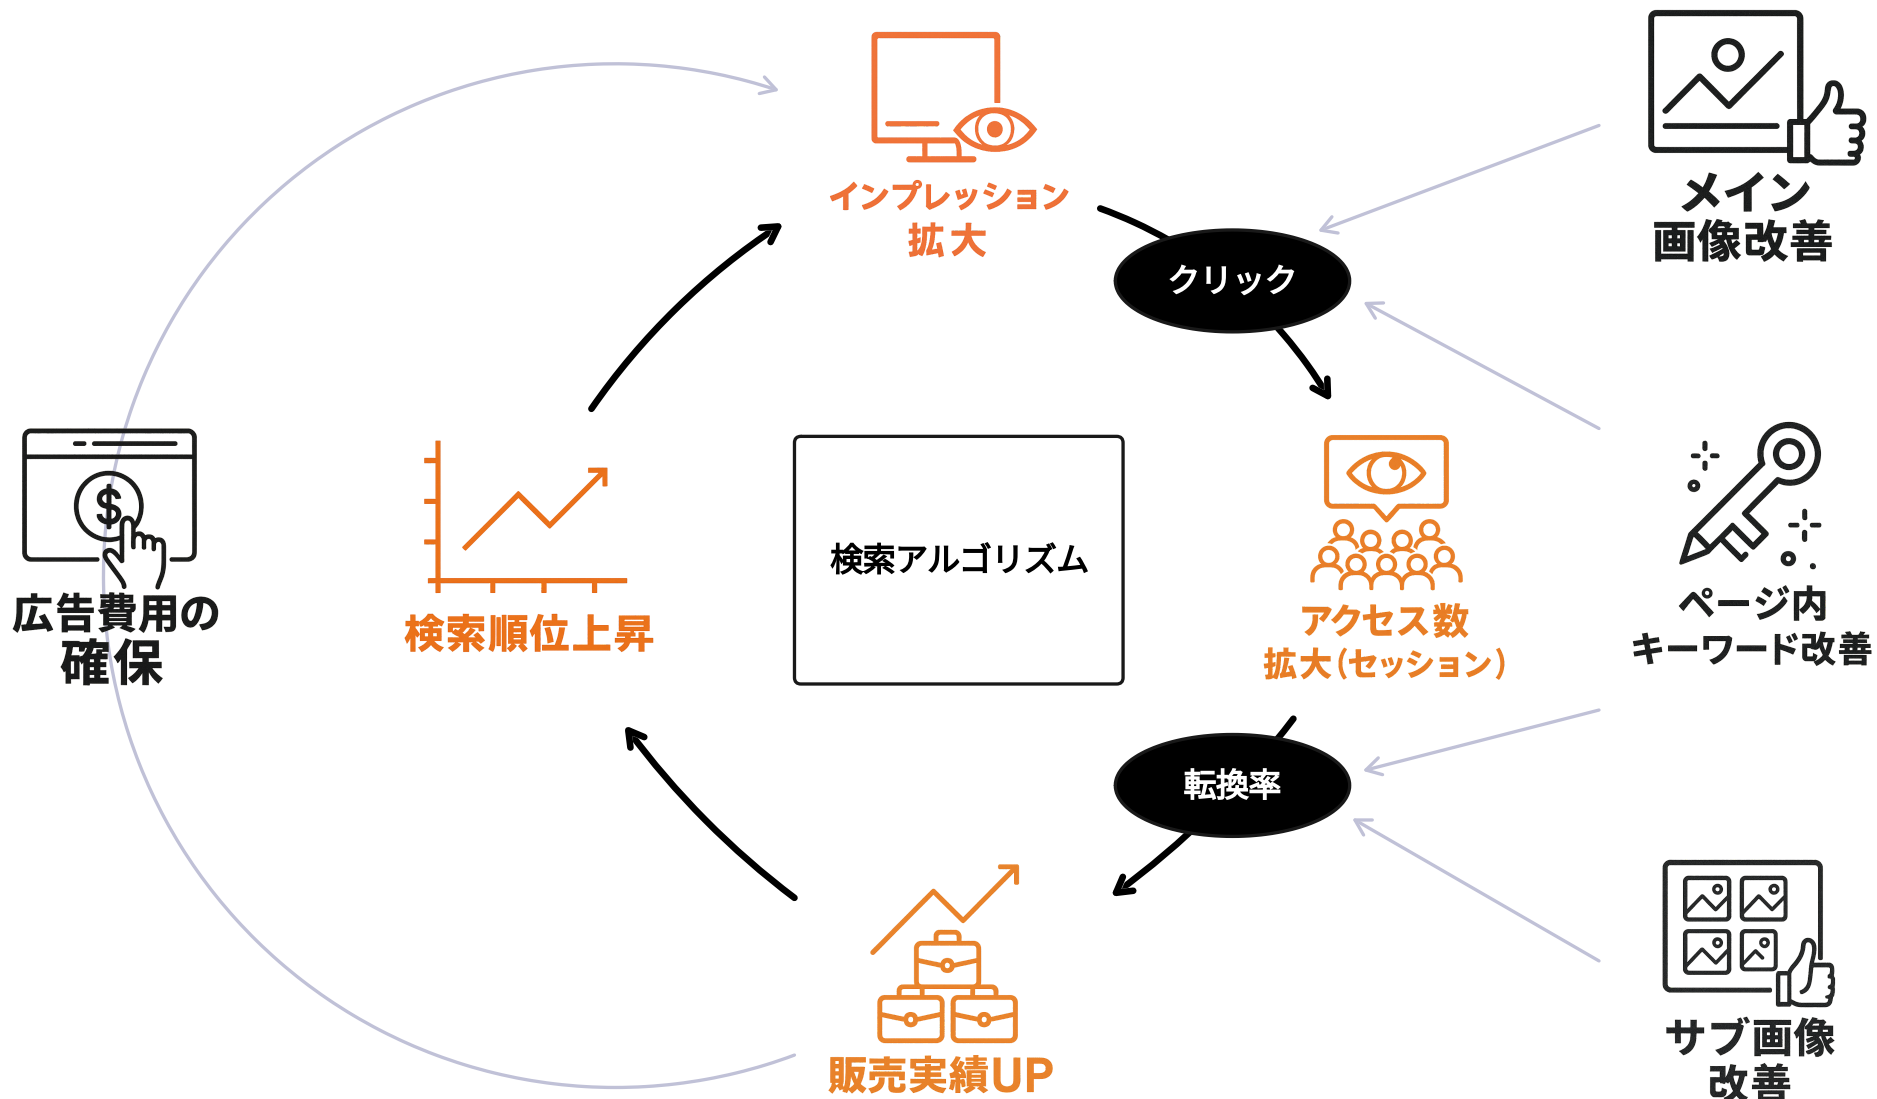 インプレッション
拡大
メイン
画像改善
クリック
広告費用の
確保
$
検索順位上昇
検索アルゴリズム
アクセス数
拡大(セッション)
ページ内
キーワード改善
転換率
販売実績UP
サブ画像
改善